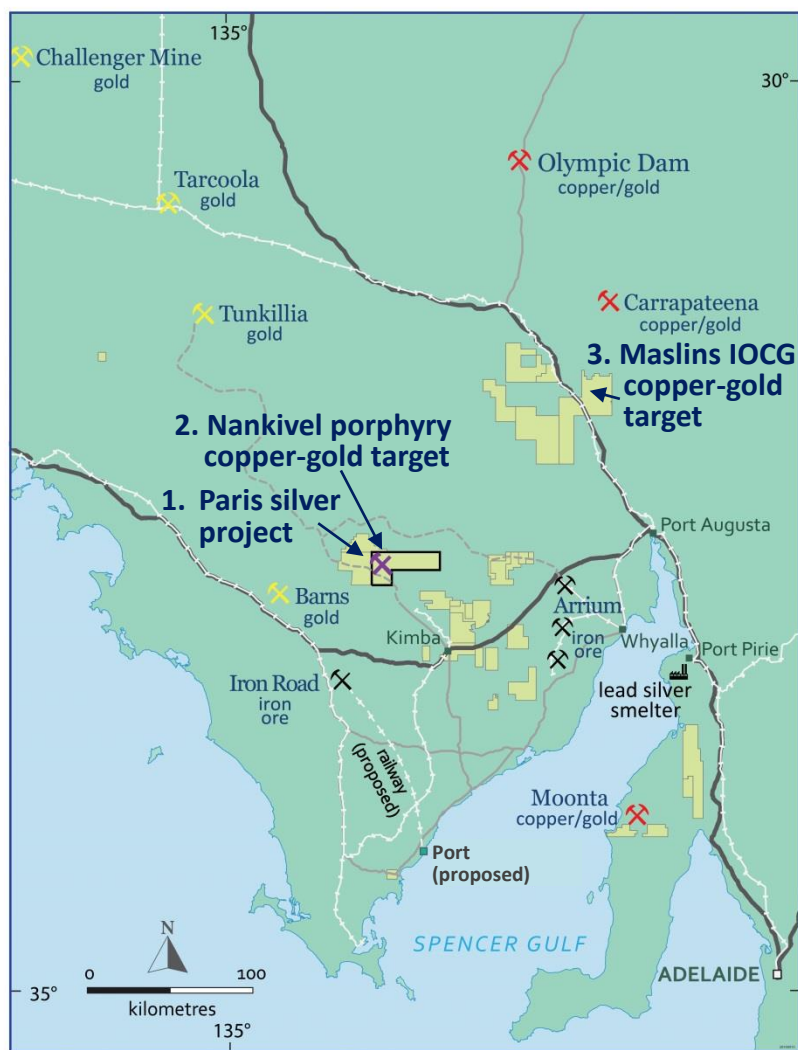 135°
30°
Challenger Mine
gold
Olympic Dam
copper/gold
Tarcoola
gold
Tunkillia
gold
Carrapateena
copper/gold
3. Maslins IOCG
copper-gold
target
2. Nankivel porphyry
copper-gold target
1. Paris silver
project
Port Augusta
Barns
gold
Arrium
iron
ore
Kimba
Whyalla
Port Pirie
Iron Road
iron
ore
lead silver
smelter
railway
(proposed)
Moonta
copper/gold
Port
(proposed)
N
SPENCER GULF
ADELAIDE
0 100
kilometres
35°
135°